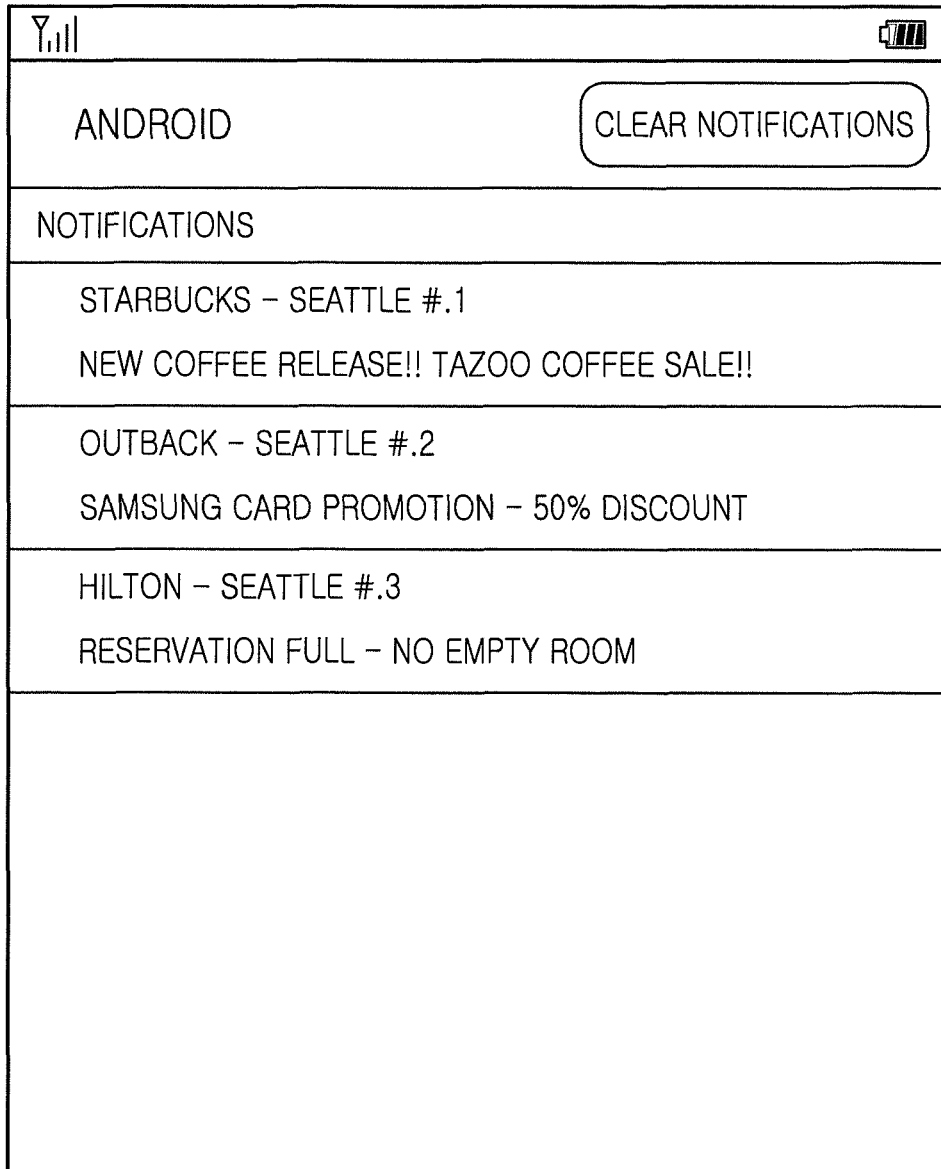 ANDROID
CLEAR NOTIFICATIONS
NOTIFICATIONS
STARBUCKS – SEATTLE #.1
NEW COFFEE RELEASE!! TAZOO COFFEE SALE!!
OUTBACK – SEATTLE #.2
SAMSUNG CARD PROMOTION – 50% DISCOUNT
HILTON – SEATTLE #.3
RESERVATION FULL – NO EMPTY ROOM